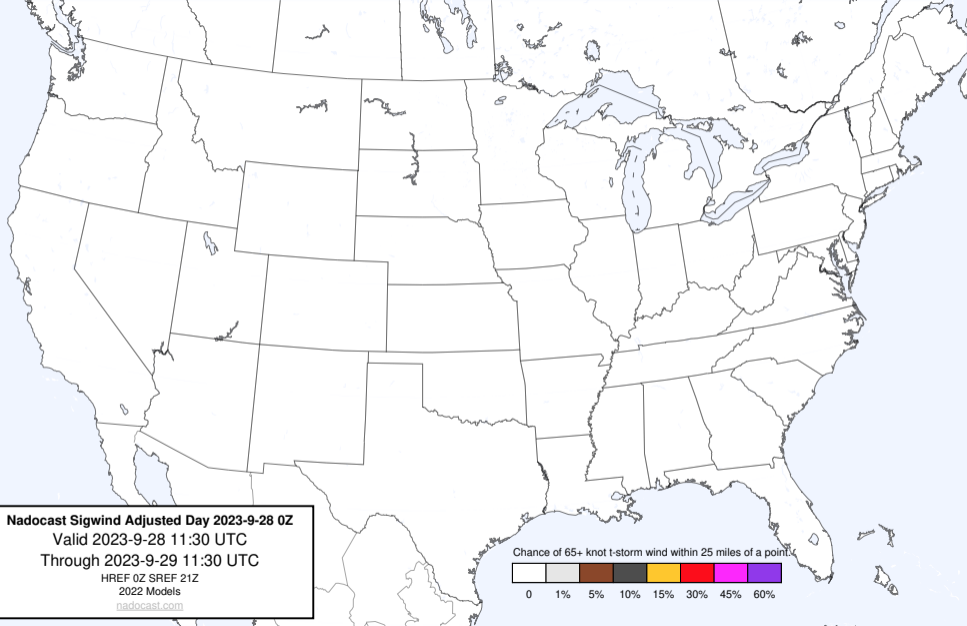 Nadocast Sigwind Adjusted Day 2023-9-28 0Z
Valid 2023-9-28 11:30 UTC
Through 2023-9-29 11:30 UTC
HREF 0Z SREF 21Z
2022 Models
nadocast.com
Chance of 65+ knot t-storm wind within 25 miles of a point.
0 1% 5% 10% 15% 30% 45% 60%